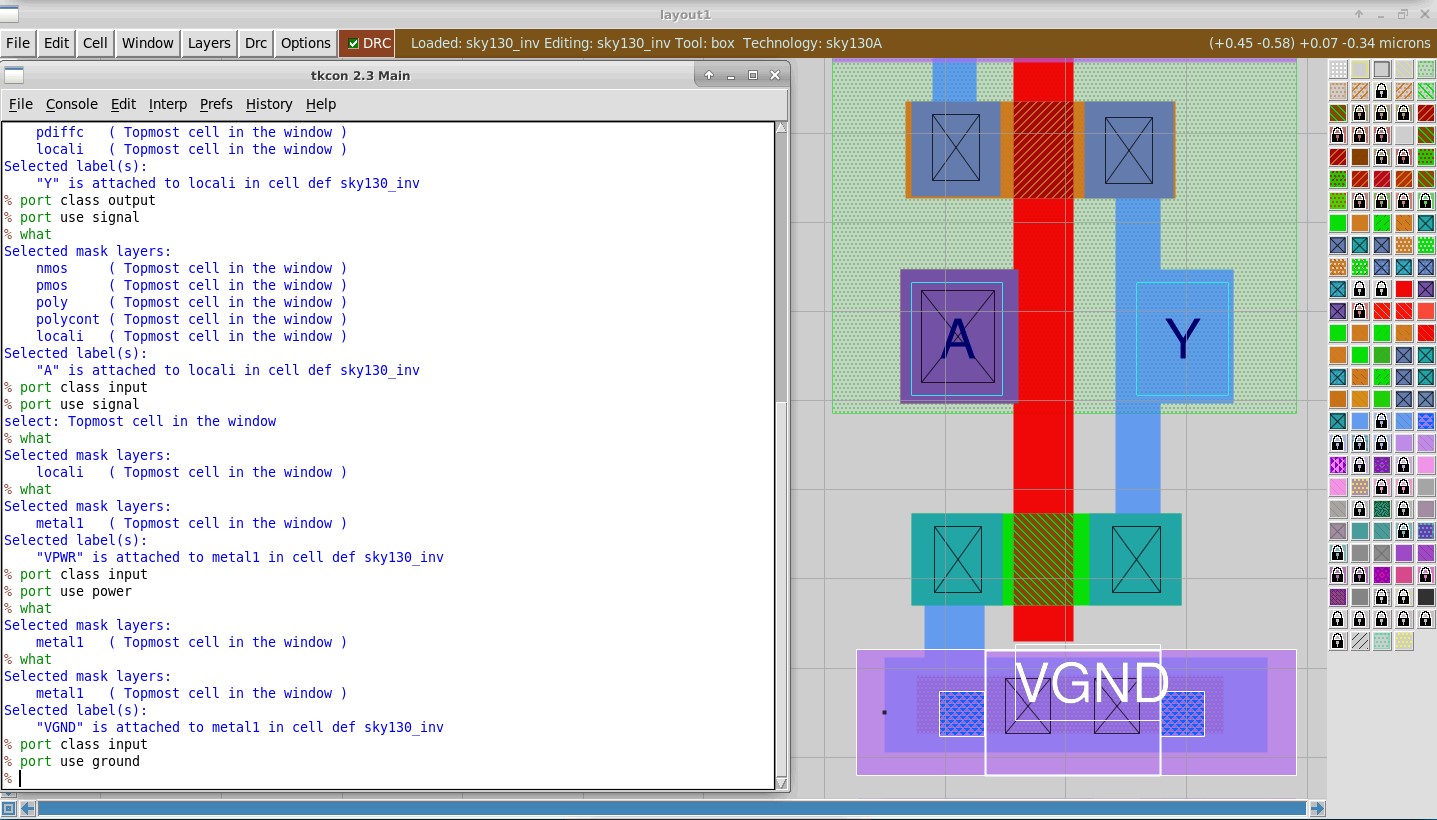 layout1
File Edit Cell Window Layers Drc Options DRC Loaded: sky130_inv Editing: sky130_inv Tool: box Technology: sky130A (+0.45 -0.58) +0.07 -0.34 microns
tkcon 2.3 Main
File Console Edit Interp Prefs History Help
pdiffc ( Topmost cell in the window )
locali ( Topmost cell in the window )
Selected label(s):
"Y" is attached to locali in cell def sky130_inv
% port class output
% port use signal
% what
Selected mask layers:
nmos ( Topmost cell in the window )
pmos ( Topmost cell in the window )
poly ( Topmost cell in the window )
polycont ( Topmost cell in the window )
locali ( Topmost cell in the window )
Selected label(s):
"A" is attached to locali in cell def sky130_inv
% port class input
% port use signal
select: Topmost cell in the window
% what
Selected mask layers:
locali ( Topmost cell in the window )
% what
Selected mask layers:
metal1 ( Topmost cell in the window )
Selected label(s):
"VPWR" is attached to metal1 in cell def sky130_inv
% port class input
% port use power
% what
Selected mask layers:
metal1 ( Topmost cell in the window )
% what
Selected mask layers:
metal1 ( Topmost cell in the window )
Selected label(s):
"VGND" is attached to metal1 in cell def sky130_inv
% port class input
% port use ground
%
A
Y
VGND